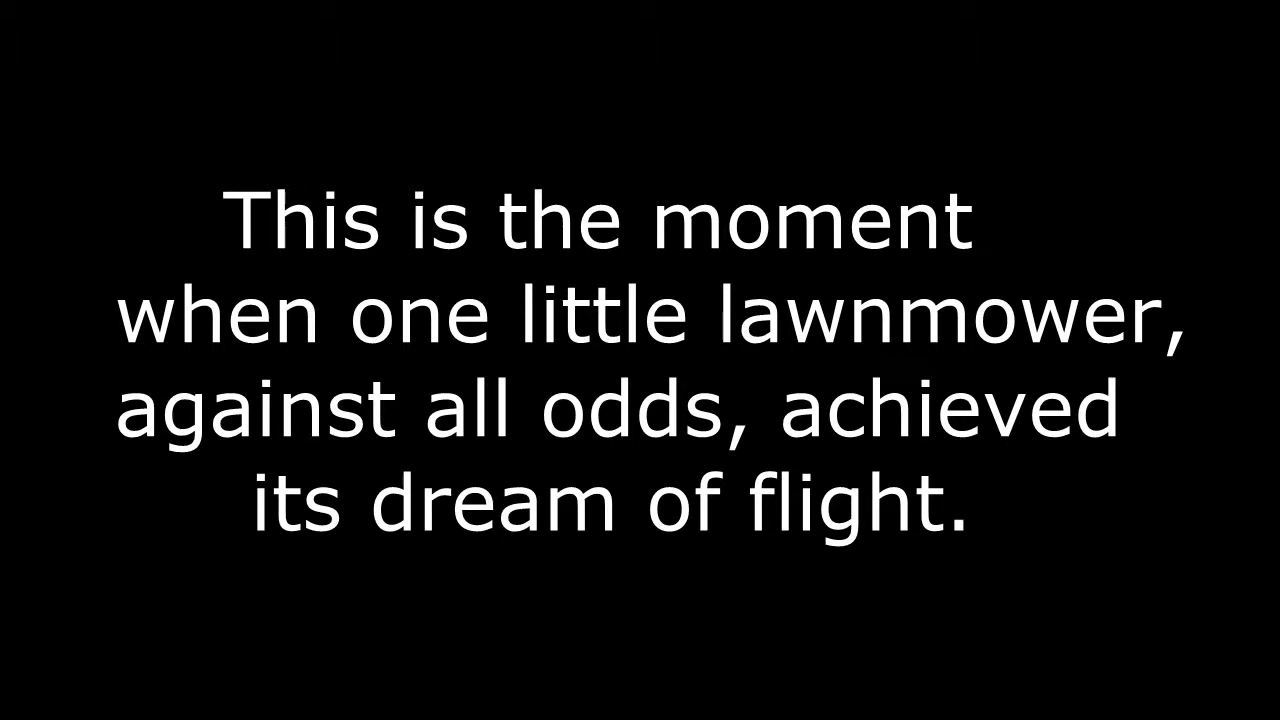 This is the moment
when one little lawnmower,
against all odds, achieved
its dream of flight.